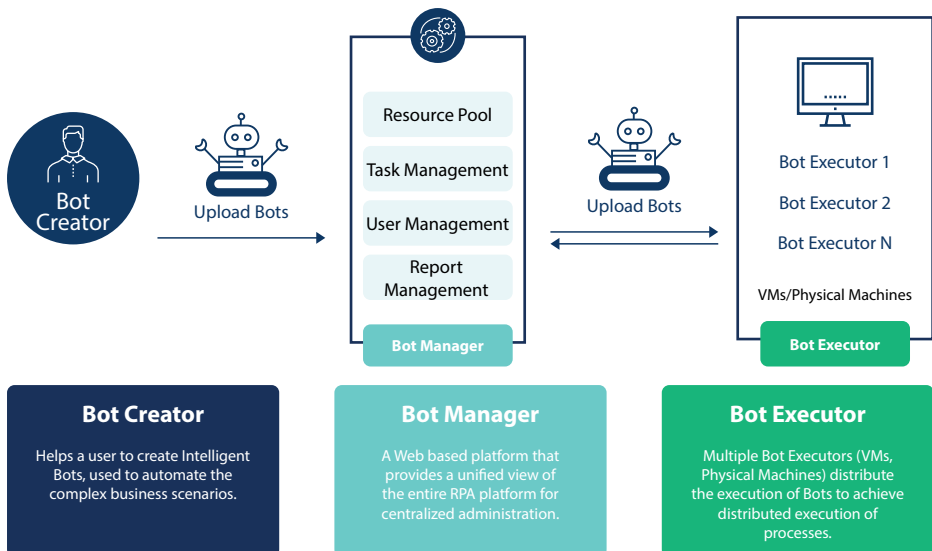 Bot
Creator
Upload Bots
Resource Pool
Task Management
User Management
Report
Management
Bot Manager
Upload Bots
Bot Executor 1
Bot Executor 2
Bot Executor N
VMs/Physical Machines
Bot Executor
Bot Creator
Helps a user to create Intelligent
Bots, used to automate the
complex business scenarios.
Bot Manager
A Web based platform that
provides a unified view of
the entire RPA platform for
centralized administration.
Bot Executor
Multiple Bot Executors (VMs,
Physical Machines) distribute
the execution of Bots to achieve
distributed execution of
processes.